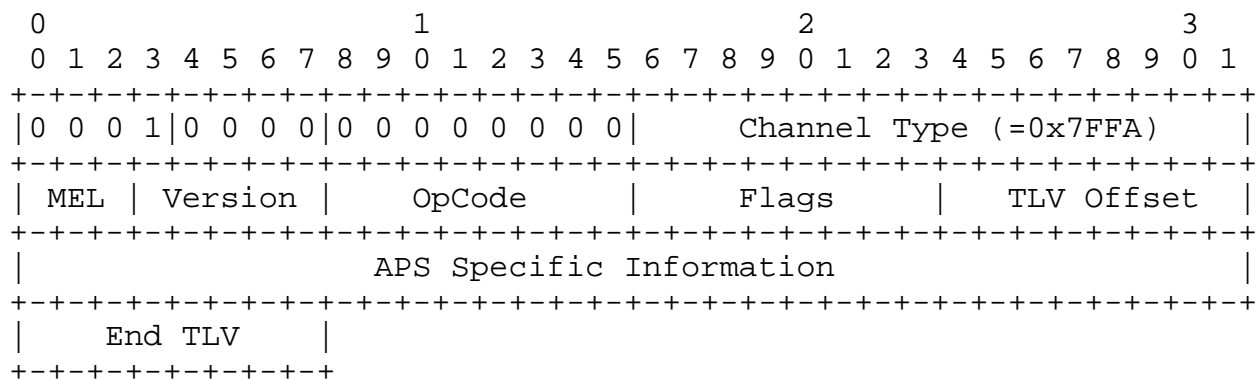 0                   1                   2                   3
 0 1 2 3 4 5 6 7 8 9 0 1 2 3 4 5 6 7 8 9 0 1 2 3 4 5 6 7 8 9 0 1
+-+-+-+-+-+-+-+-+-+-+-+-+-+-+-+-+-+-+-+-+-+-+-+-+-+-+-+-+-+-+-+-+
|0 0 0 1|0 0 0 0|0 0 0 0 0 0 0 0|     Channel Type (=0x7FFA)    |
+-+-+-+-+-+-+-+-+-+-+-+-+-+-+-+-+-+-+-+-+-+-+-+-+-+-+-+-+-+-+-+-+
| MEL | Version |    OpCode     |     Flags     |   TLV Offset  |
+-+-+-+-+-+-+-+-+-+-+-+-+-+-+-+-+-+-+-+-+-+-+-+-+-+-+-+-+-+-+-+-+
|                  APS Specific Information                     |
+-+-+-+-+-+-+-+-+-+-+-+-+-+-+-+-+-+-+-+-+-+-+-+-+-+-+-+-+-+-+-+-+
|    End TLV    |
+-+-+-+-+-+-+-+-+